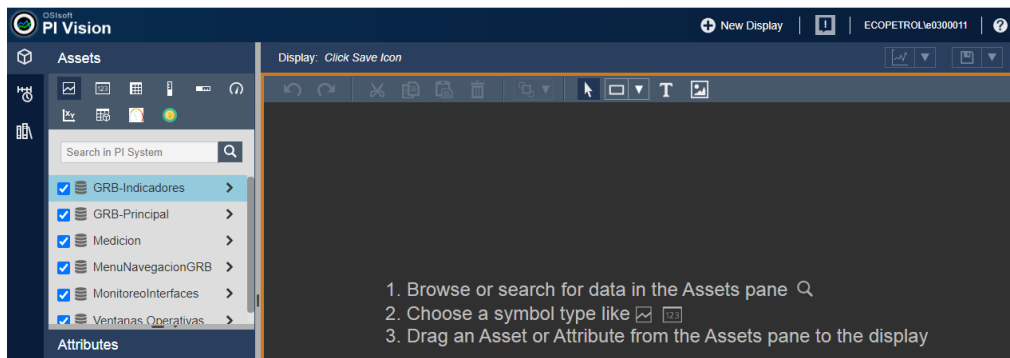 OSIsoft
PI Vision
New Display
ECOPETROL\e0300011
Assets
Display: Click Save Icon
Search in PI System
GRB-Indicadores
GRB-Principal
Medicion
MenuNavegacionGRB
MonitoreoInterfaces
Ventanas Operativas
Attributes
1. Browse or search for data in the Assets pane
2. Choose a symbol type like
3. Drag an Asset or Attribute from the Assets pane to the display